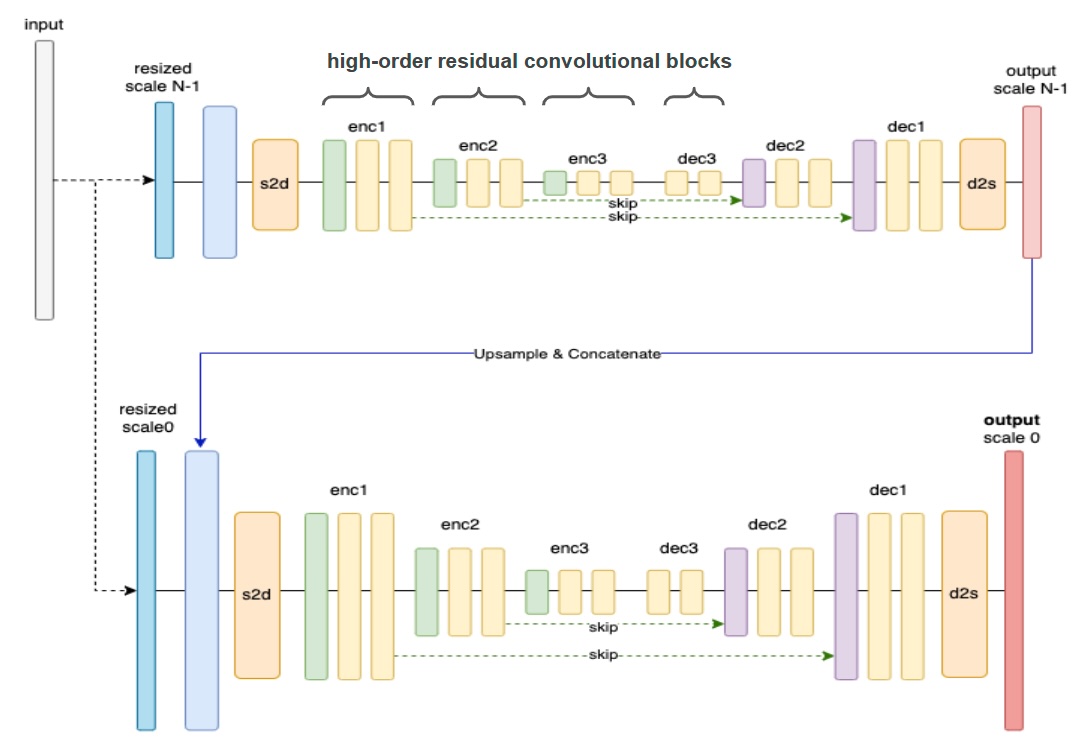 input
high-order residual convolutional blocks
resized
scale N-1
output
scale N-1
enc1
enc2
enc3
dec3
dec2
dec1
s2d
d2s
skip
skip
Upsample & Concatenate
resized
scale0
output
scale 0
enc1
enc2
enc3
dec3
dec2
dec1
s2d
d2s
skip
skip